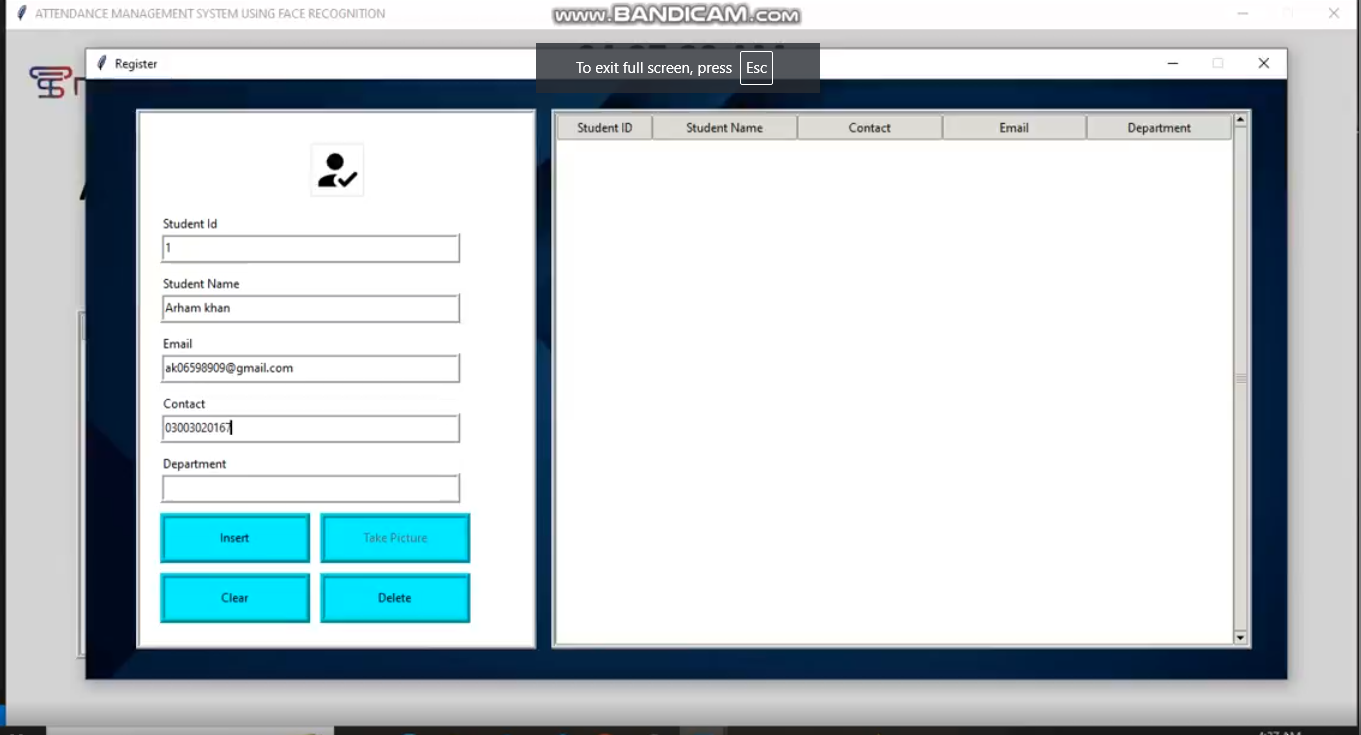 ATTENDANCE MANAGEMENT SYSTEM USING FACE RECOGNITION
www.BANDICAM.com
Register
To exit full screen, press Esc
Student Id
1
Student Name
Arham khan
Email
ak06598909@gmail.com
Contact
03003020167
Department
Insert
Take Picture
Clear
Delete
Student ID
Student Name
Contact
Email
Department